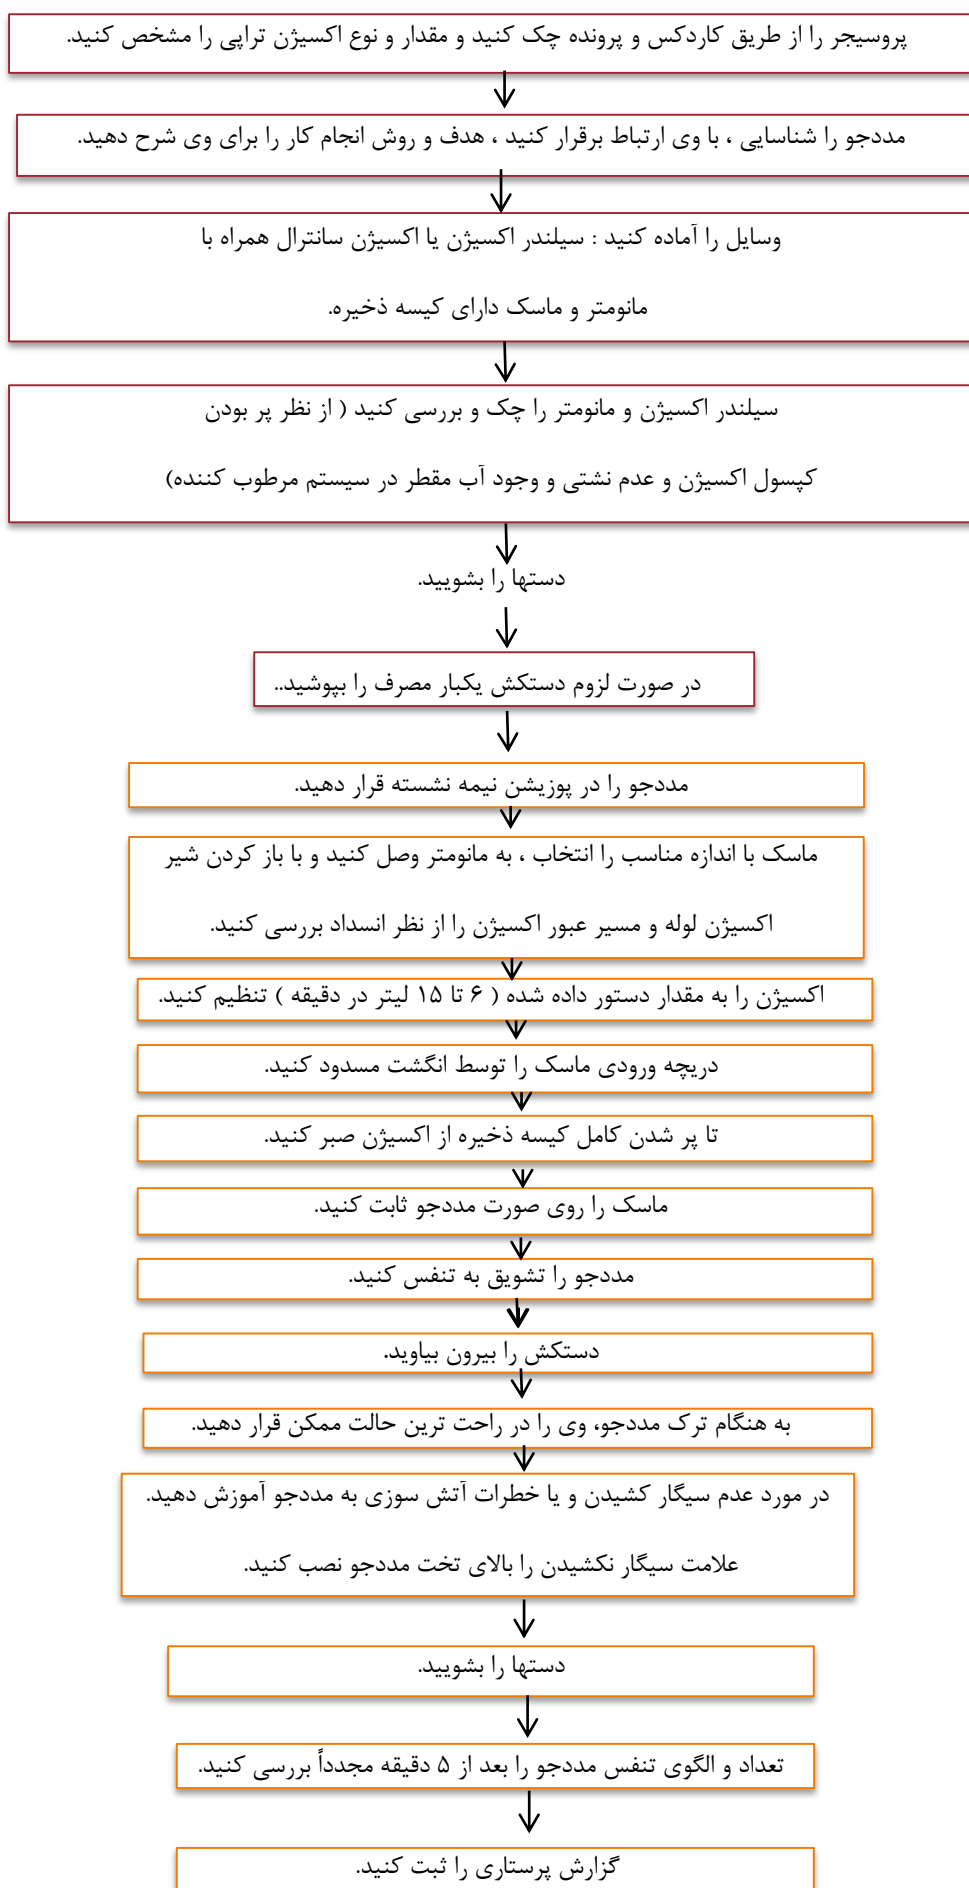 پروسیجر را از طریق کاردکس و پرونده چک کنید و مقدار و نوع اکسیژن تراپی را مشخص کنید.
مددجو را شناسایی ، با وی ارتباط برقرار کنید ، هدف و روش انجام کار را برای وی شرح دهید.
وسایل را آماده کنید : سیلندر اکسیژن یا اکسیژن سانترال همراه با
مانومتر و ماسک دارای کیسه ذخیره.
سیلندر اکسیژن و مانومتر را چک و بررسی کنید ( از نظر پر بودن
کپسول اکسیژن و عدم نشتی و وجود آب مقطر در سیستم مرطوب کننده)
دستها را بشویید.
در صورت لزوم دستکش یکبار مصرف را بپوشید..
مددجو را در پوزیشن نیمه نشسته قرار دهید.
ماسک با اندازه مناسب را انتخاب ، به مانومتر وصل کنید و با باز کردن شیر
اکسیژن لوله و مسیر عبور اکسیژن را از نظر انسداد بررسی کنید.
اکسیژن را به مقدار دستور داده شده ( ۶ تا ۱۵ لیتر در دقیقه ) تنظیم کنید.
دریچه ورودی ماسک را توسط انگشت مسدود کنید.
تا پر شدن کامل کیسه ذخیره از اکسیژن صبر کنید.
ماسک را روی صورت مددجو ثابت کنید.
مددجو را تشویق به تنفس کنید.
دستکش را بیرون بیاوید.
به هنگام ترک مددجو، وی را در راحت ترین حالت ممکن قرار دهید.
در مورد عدم سیگار کشیدن و یا خطرات آتش سوزی به مددجو آموزش دهید.
علامت سیگار نکشیدن را بالای تخت مددجو نصب کنید.
دستها را بشویید.
تعداد و الگوی تنفس مددجو را بعد از ۵ دقیقه مجدداً بررسی کنید.
گزارش پرستاری را ثبت کنید.